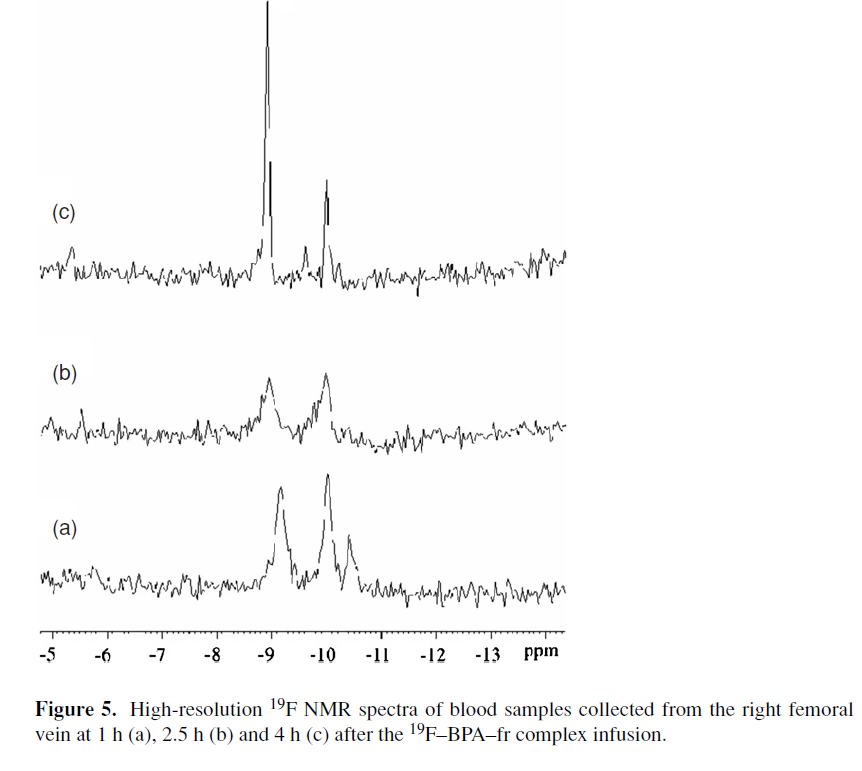 (c)
(b)
(a)
-5 -6 -7 -8 -9 -10 -11 -12 -13 ppm
Figure 5. High-resolution ¹⁹F NMR spectra of blood samples collected from the right femoral
vein at 1 h (a), 2.5 h (b) and 4 h (c) after the ¹⁹F–BPA–fr complex infusion.